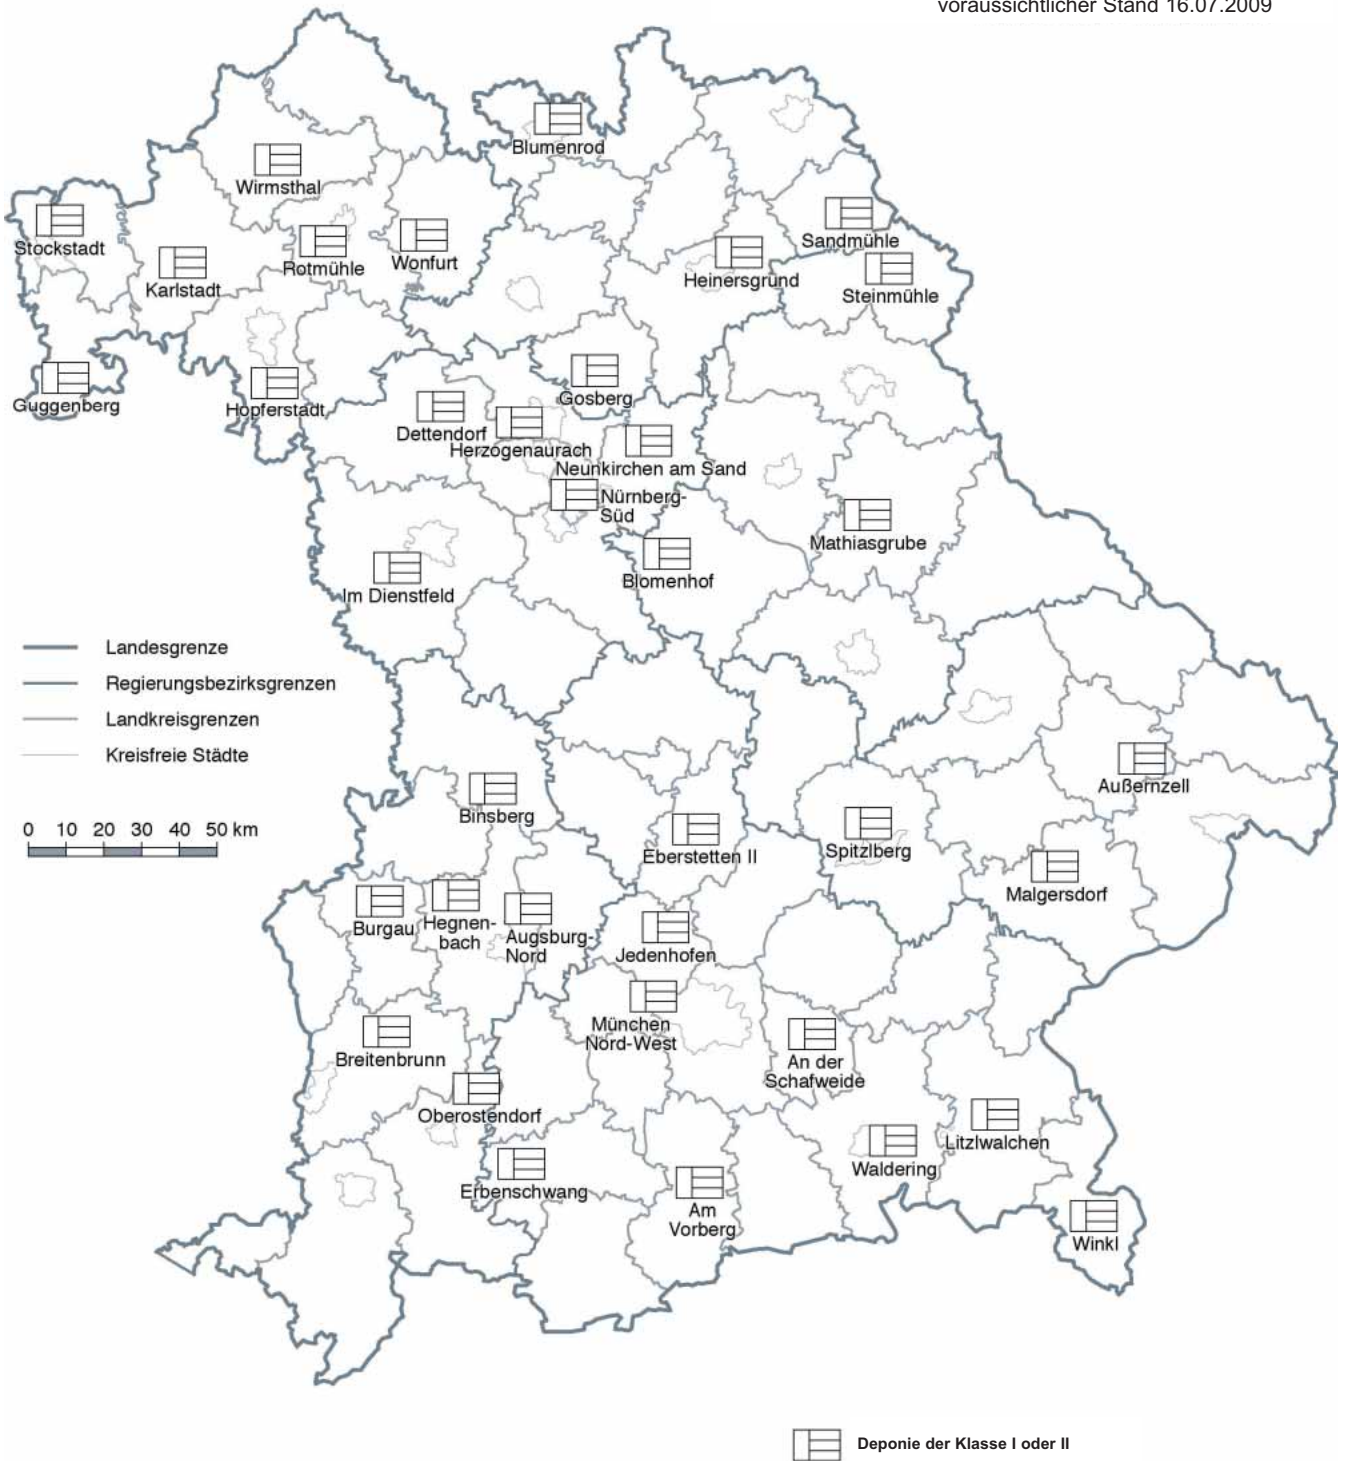 voraussichtlicher Stand 16.07.2009
Blumenrod
Wirmsthal
Stockstadt
Sandmühle
Rotmühle
Wonfurt
Karlstadt
Heinersgrund
Steinmühle
Guggenberg
Hopferstadt
Gosberg
Dettendorf
Herzogenaurach
Neunkirchen am Sand
Nürnberg-
Süd
Mathiasgrube
Blomenhof
Im Dienstfeld
Landesgrenze
Regierungsbezirksgrenzen
Landkreisgrenzen
Kreisfreie Städte
0 10 20 30 40 50 km
Außernzell
Binsberg
Eberstetten II
Spitzlberg
Malgersdorf
Burgau
Hegnen-
bach
Augsburg-
Nord
Jedenhofen
München
Nord-West
Breitenbrunn
An der
Schafweide
Oberostendorf
Litzlwalchen
Waldering
Erbenschwang
Am
Vorberg
Winkl
Deponie der Klasse I oder II